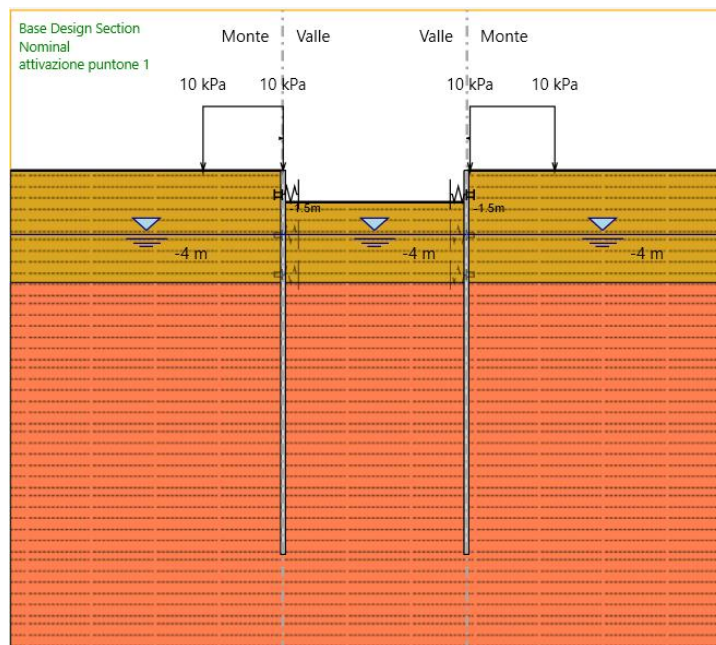 Base Design Section
Nominal
attivazione puntone 1
Monte Valle Valle Monte
10 kPa 10 kPa 10 kPa 10 kPa
-1.5m -1.5m
-4 m -4 m -4 m